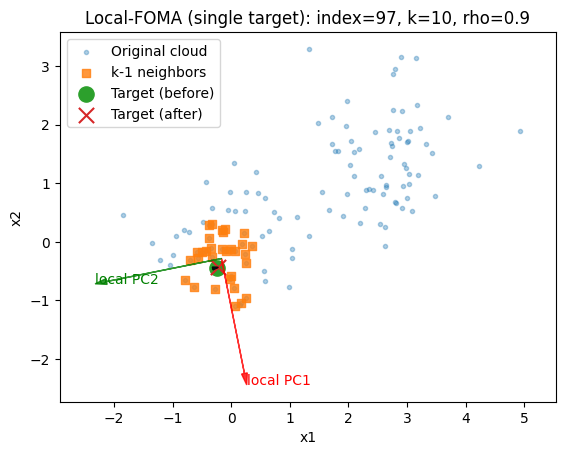 Local-FOMA (single target): index=97, k=10, rho=0.9
Original cloud
k-1 neighbors
Target (before)
Target (after)
3
2
1
0
−1
−2
x2
local PC2
local PC1
−2 −1 0 1 2 3 4 5
x1